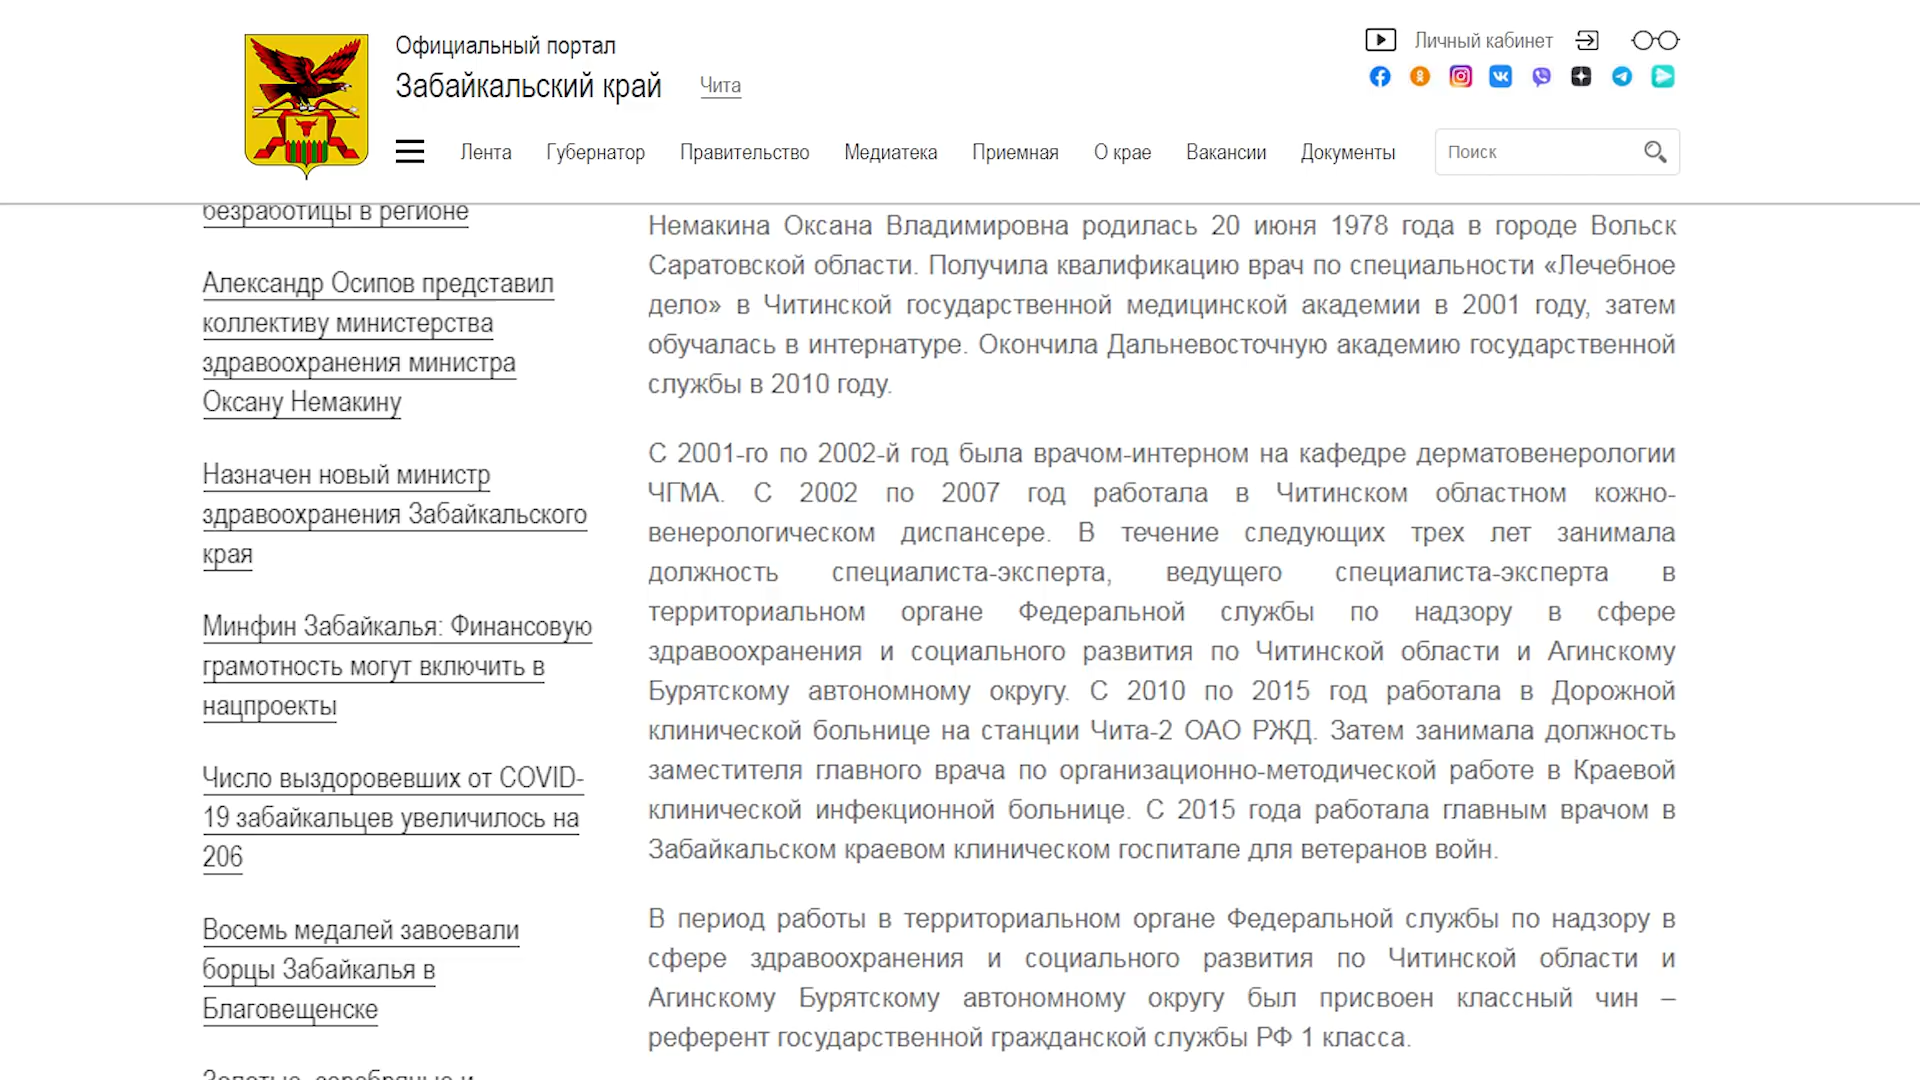 Официальный портал
Забайкальский край
Чита
Личный кабинет
Лента
Губернатор
Правительство
Медиатека
Приемная
О крае
Вакансии
Документы
Поиск
безработицы в регионе
Александр Осипов представил
коллективу министерства
здравоохранения министра
Оксану Немакину
Назначен новый министр
здравоохранения Забайкальского
края
Минфин Забайкалья: Финансовую
грамотность могут включить в
нацпроекты
Число выздоровевших от COVID-
19 забайкальцев увеличилось на
206
Восемь медалей завоевали
борцы Забайкалья в
Благовещенске
Золотые, серебряные и
Немакина Оксана Владимировна родилась 20 июня 1978 года в городе Вольск
Саратовской области. Получила квалификацию врач по специальности «Лечебное
дело» в Читинской государственной медицинской академии в 2001 году, затем
обучалась в интернатуре. Окончила Дальневосточную академию государственной
службы в 2010 году.
С 2001-го по 2002-й год была врачом-интерном на кафедре дерматовенерологии
ЧГМА. С 2002 по 2007 год работала в Читинском областном кожно-
венерологическом диспансере. В течение следующих трех лет занимала
должность специалиста-эксперта, ведущего специалиста-эксперта в
территориальном органе Федеральной службы по надзору в сфере
здравоохранения и социального развития по Читинской области и Агинскому
Бурятскому автономному округу. С 2010 по 2015 год работала в Дорожной
клинической больнице на станции Чита-2 ОАО РЖД. Затем занимала должность
заместителя главного врача по организационно-методической работе в Краевой
клинической инфекционной больнице. С 2015 года работала главным врачом в
Забайкальском краевом клиническом госпитале для ветеранов войн.
В период работы в территориальном органе Федеральной службы по надзору в
сфере здравоохранения и социального развития по Читинской области и
Агинскому Бурятскому автономному округу был присвоен классный чин –
референт государственной гражданской службы РФ 1 класса.